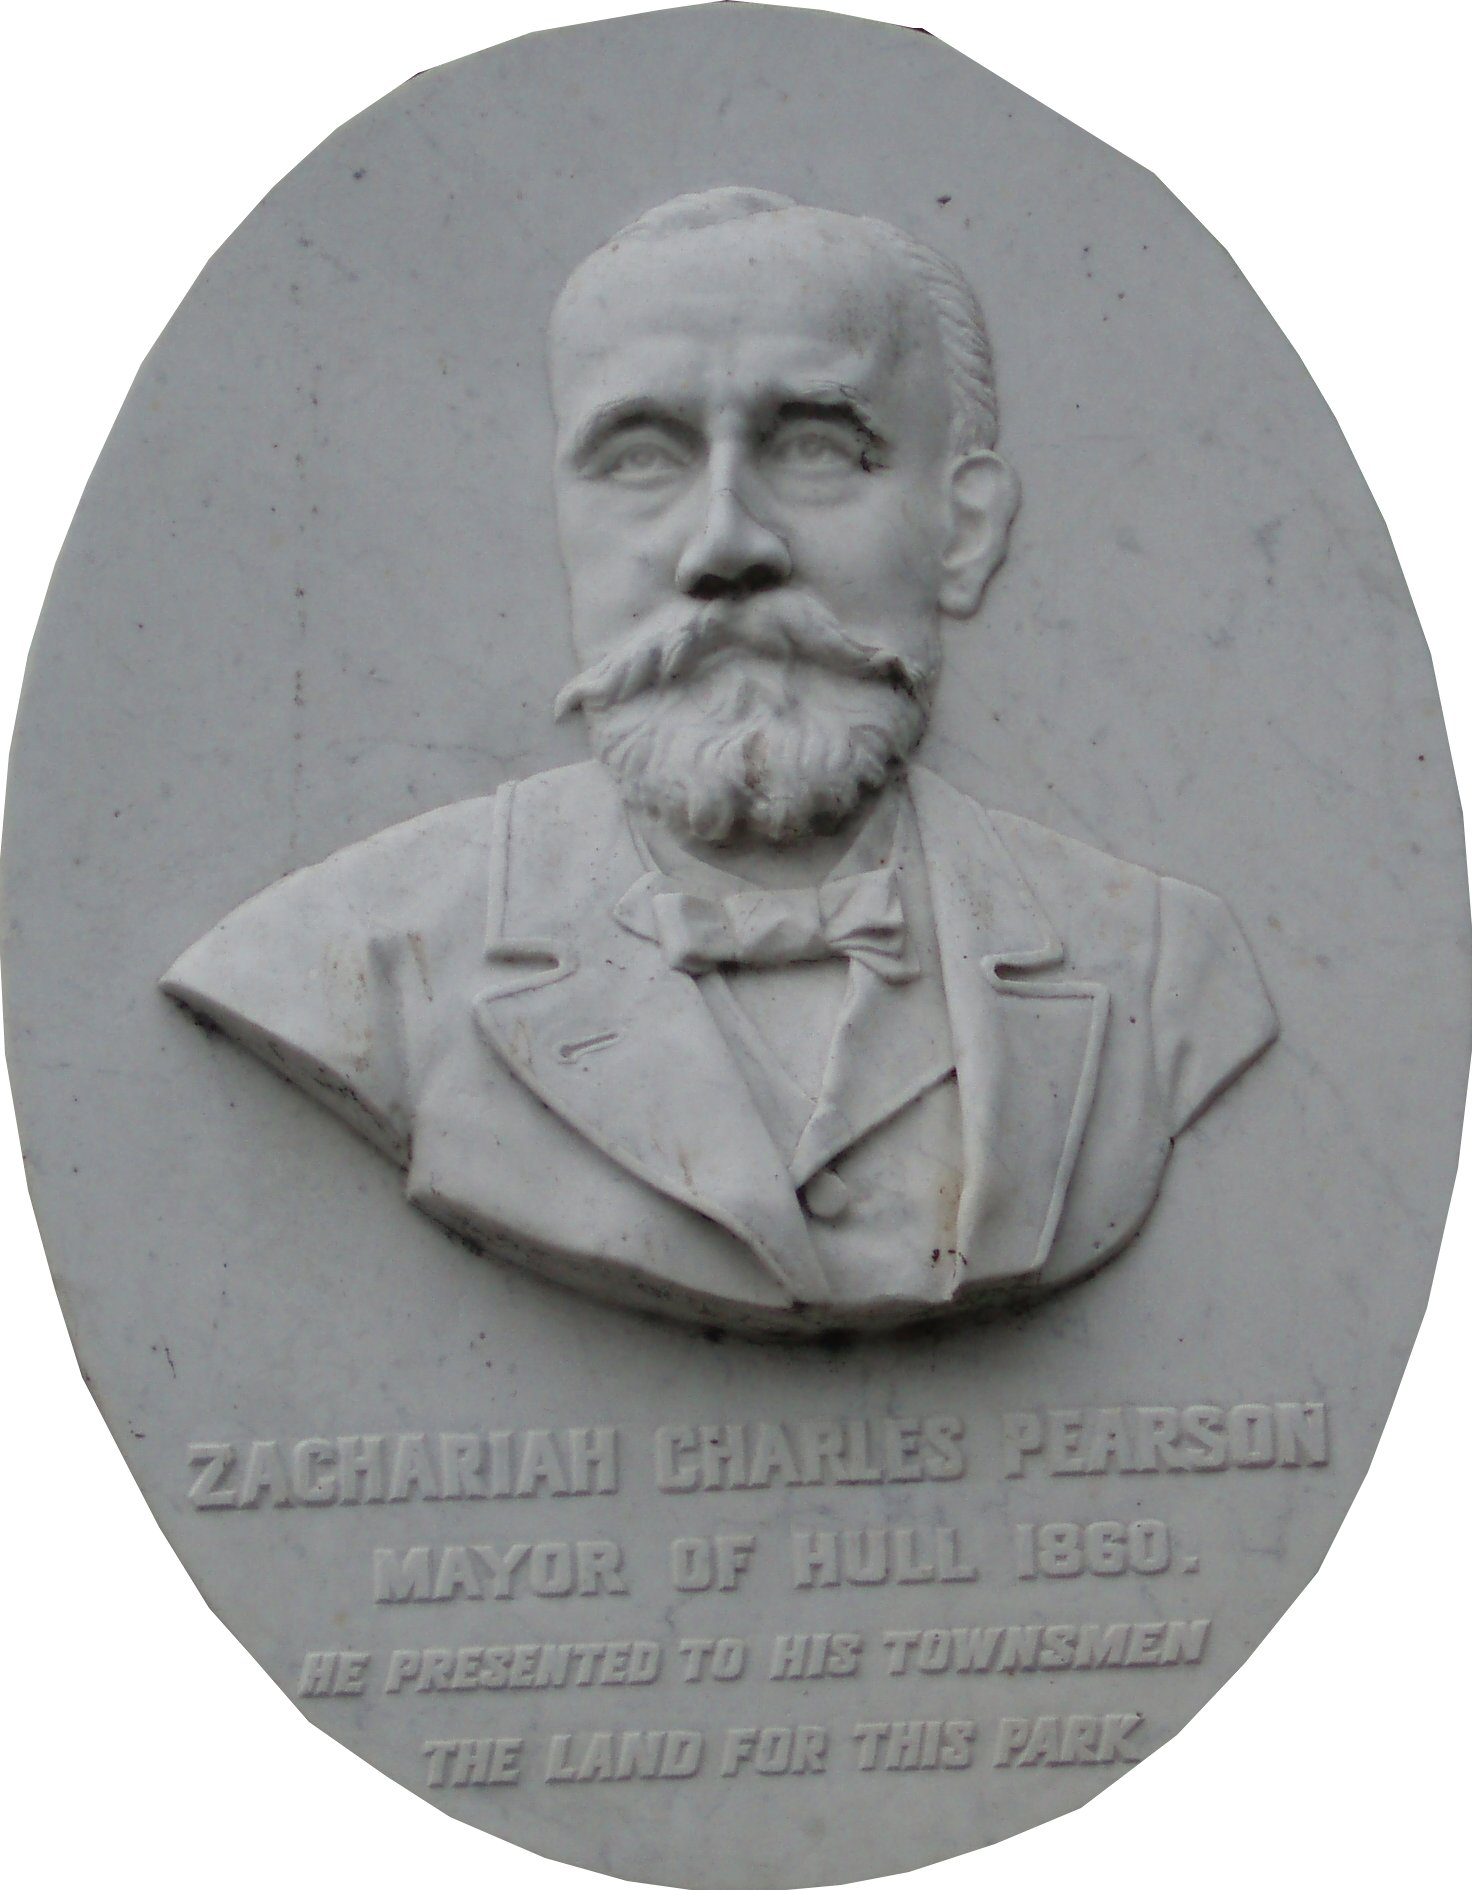 ZACHARIAH CHARLES PEARSON
MAYOR OF HULL 1860.
HE PRESENTED TO HIS TOWNSMEN
THE LAND FOR THIS PARK